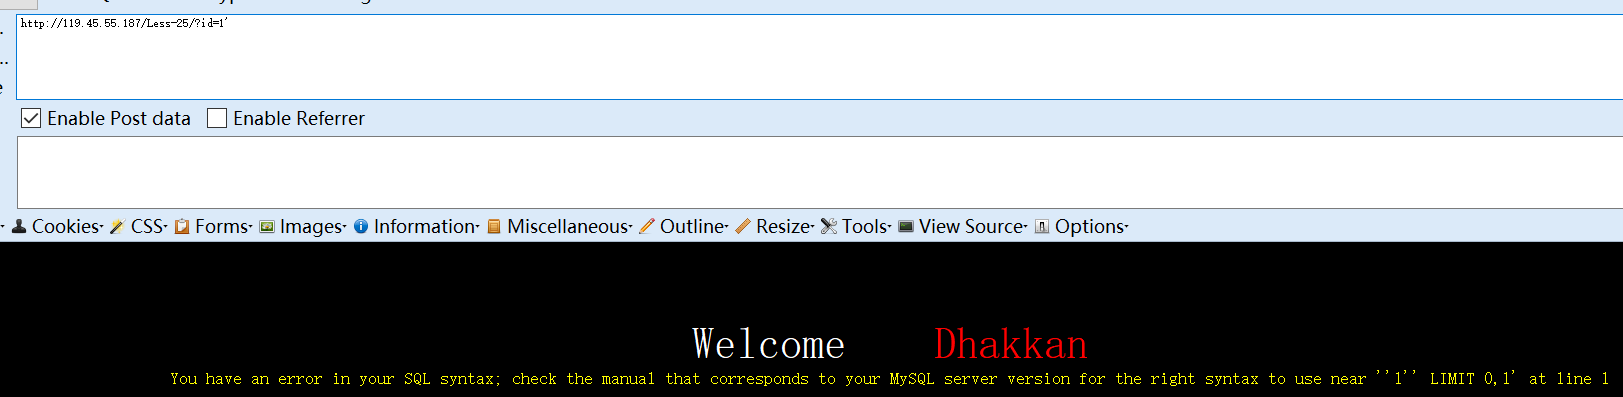 http://119.45.55.187/Less-25/?id=1'
Enable Post data Enable Referrer
Cookies CSS Forms Images Information Miscellaneous Outline Resize Tools View Source Options
Welcome Dhakkan
You have an error in your SQL syntax; check the manual that corresponds to your MySQL server version for the right syntax to use near ''1'' LIMIT 0,1' at line 1